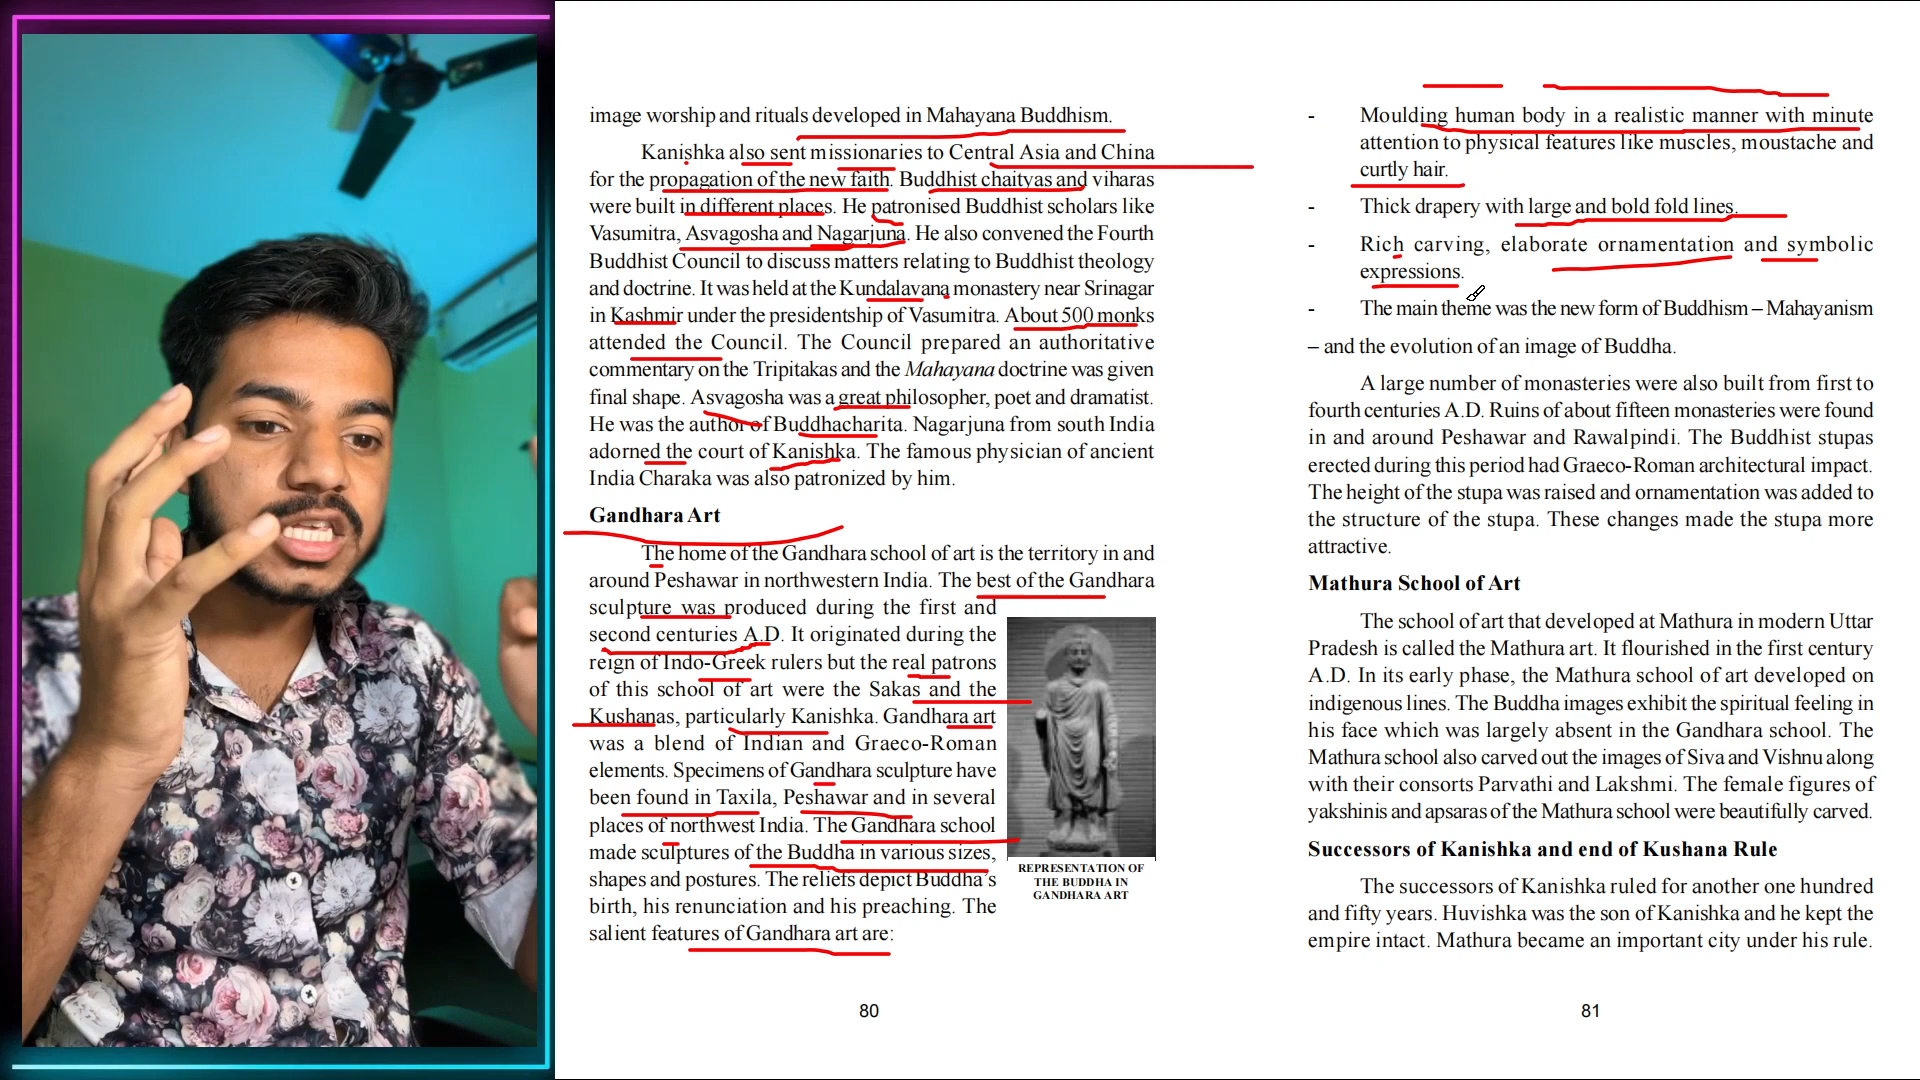 image worship and rituals developed in Mahayana Buddhism.
Kanishka also sent missionaries to Central Asia and China
for the propagation of the new faith. Buddhist chaityas and viharas
were built in different places. He patronised Buddhist scholars like
Vasumitra, Asvagosha and Nagarjuna. He also convened the Fourth
Buddhist Council to discuss matters relating to Buddhist theology
and doctrine. It was held at the Kundalavana monastery near Srinagar
in Kashmir under the presidentship of Vasumitra. About 500 monks
attended the Council. The Council prepared an authoritative
commentary on the Tripitakas and the Mahayana doctrine was given
final shape. Asvagosha was a great philosopher, poet and dramatist.
He was the author of Buddhacharita. Nagarjuna from south India
adorned the court of Kanishka. The famous physician of ancient
India Charaka was also patronized by him.
Gandhara Art
The home of the Gandhara school of art is the territory in and
around Peshawar in northwestern India. The best of the Gandhara
sculpture was produced during the first and
second centuries A.D. It originated during the
reign of Indo-Greek rulers but the real patrons
of this school of art were the Sakas and the
Kushanas, particularly Kanishka. Gandhara art
was a blend of Indian and Graeco-Roman
elements. Specimens of Gandhara sculpture have
been found in Taxila, Peshawar and in several
places of northwest India. The Gandhara school
made sculptures of the Buddha in various sizes,
shapes and postures. The reliefs depict Buddha's
birth, his renunciation and his preaching. The
salient features of Gandhara art are:
REPRESENTATION OF
THE BUDDHA IN
GANDHARA ART
80
- Moulding human body in a realistic manner with minute
attention to physical features like muscles, moustache and
curtly hair.
- Thick drapery with large and bold fold lines.
- Rich carving, elaborate ornamentation and symbolic
expressions.
- The main theme was the new form of Buddhism – Mahayanism
– and the evolution of an image of Buddha.
A large number of monasteries were also built from first to
fourth centuries A.D. Ruins of about fifteen monasteries were found
in and around Peshawar and Rawalpindi. The Buddhist stupas
erected during this period had Graeco-Roman architectural impact.
The height of the stupa was raised and ornamentation was added to
the structure of the stupa. These changes made the stupa more
attractive.
Mathura School of Art
The school of art that developed at Mathura in modern Uttar
Pradesh is called the Mathura art. It flourished in the first century
A.D. In its early phase, the Mathura school of art developed on
indigenous lines. The Buddha images exhibit the spiritual feeling in
his face which was largely absent in the Gandhara school. The
Mathura school also carved out the images of Siva and Vishnu along
with their consorts Parvathi and Lakshmi. The female figures of
yakshinis and apsaras of the Mathura school were beautifully carved.
Successors of Kanishka and end of Kushana Rule
The successors of Kanishka ruled for another one hundred
and fifty years. Huvishka was the son of Kanishka and he kept the
empire intact. Mathura became an important city under his rule.
81